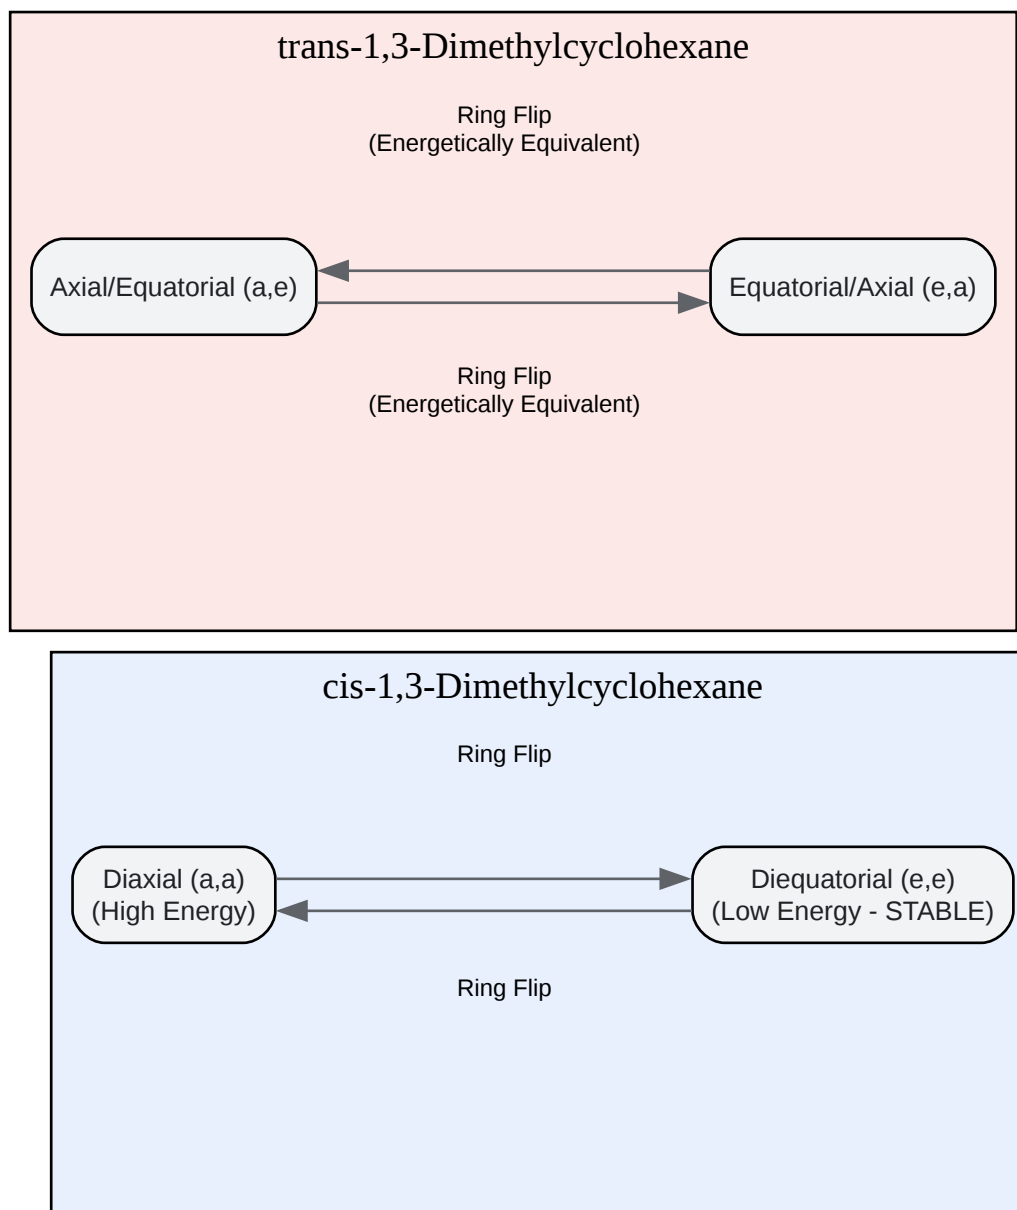 trans-1,3-Dimethylcyclohexane
Ring Flip
(Energetically Equivalent)
Axial/Equatorial (a,e)
Equatorial/Axial (e,a)
Ring Flip
(Energetically Equivalent)
cis-1,3-Dimethylcyclohexane
Ring Flip
Diaxial (a,a)
(High Energy)
Diequatorial (e,e)
(Low Energy - STABLE)
Ring Flip